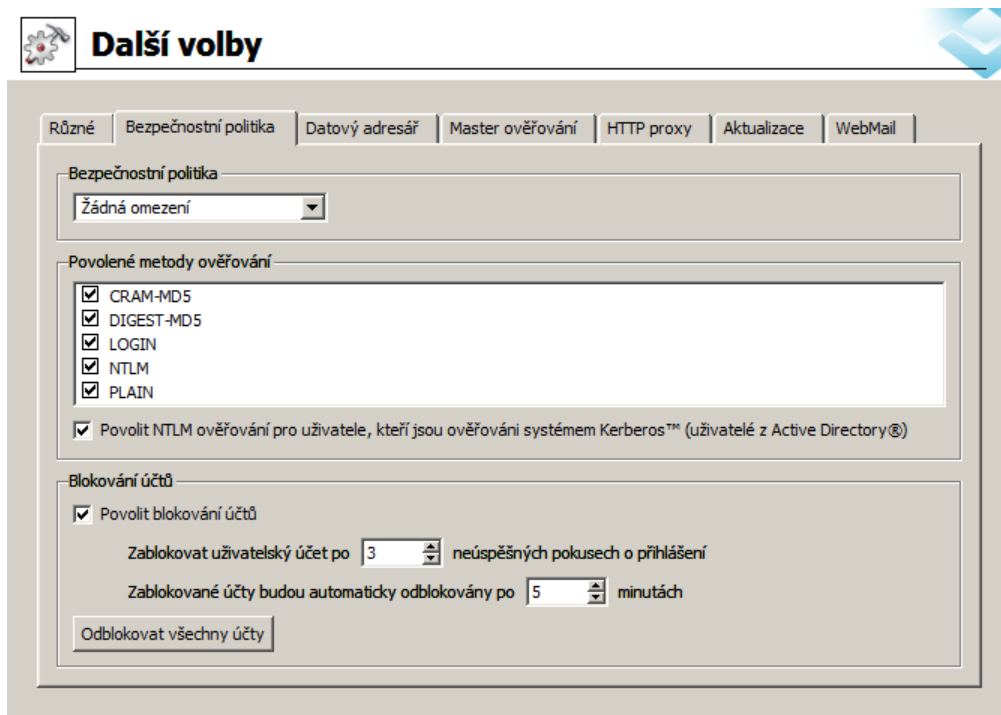 Další volby
Různé Bezpečnostní politika Datový adresář Master ověřování HTTP proxy Aktualizace WebMail
Bezpečnostní politika
Žádná omezení
Povolené metody ověřování
CRAM-MD5
DIGEST-MD5
LOGIN
NTLM
PLAIN
Povolit NTLM ověřování pro uživatele, kteří jsou ověřováni systémem Kerberos™ (uživatelé z Active Directory®)
Blokování účtů
Povolit blokování účtů
Zablokovat uživatelský účet po 3 neúspěšných pokusech o přihlášení
Zablokované účty budou automaticky odblokovány po 5 minutách
Odblokovat všechny účty